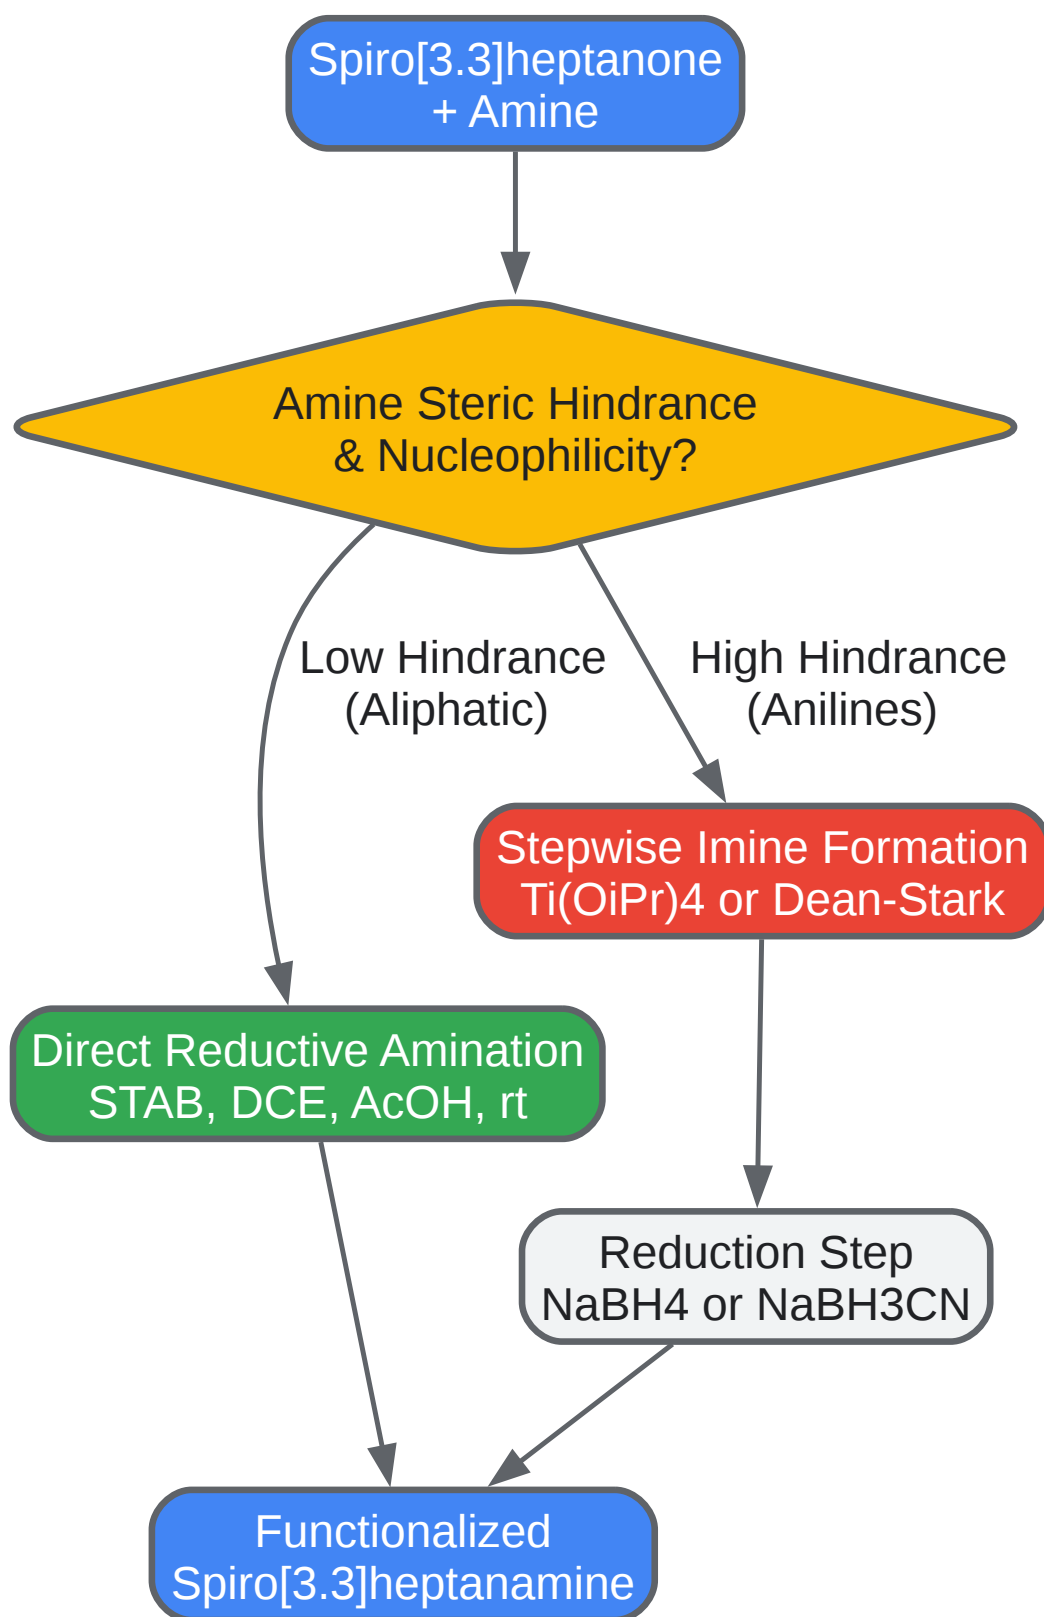 Spiro[3.3]heptanone
+ Amine
Amine Steric Hindrance
& Nucleophilicity?
Low Hindrance
(Aliphatic)
High Hindrance
(Anilines)
Stepwise Imine Formation
Ti(OiPr)4 or Dean-Stark
Direct Reductive Amination
STAB, DCE, AcOH, rt
Reduction Step
NaBH4 or NaBH3CN
Functionalized
Spiro[3.3]heptanamine